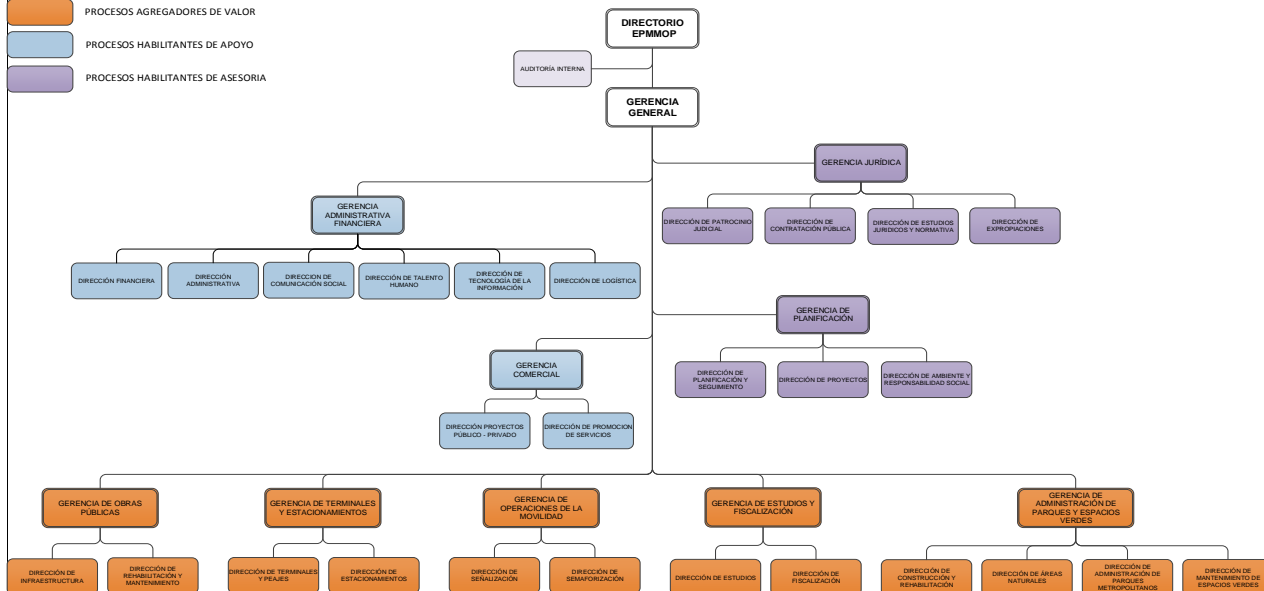 PROCESOS AGREGADORES DE VALOR
PROCESOS HABILITANTES DE APOYO
PROCESOS HABILITANTES DE ASESORIA
DIRECTORIO
EPMMOP
AUDITORÍA INTERNA
GERENCIA
GENERAL
GERENCIA JURÍDICA
DIRECCIÓN DE PATROCINIO
JUDICIAL
DIRECCIÓN DE
CONTRATACIÓN PÚBLICA
DIRECCIÓN DE ESTUDIOS
JURIDICOS Y NORMATIVA
DIRECCIÓN DE
EXPROPIACIONES
GERENCIA
ADMINISTRATIVA
FINANCIERA
DIRECCIÓN FINANCIERA
DIRECCIÓN
ADMINISTRATIVA
DIRECCION DE
COMUNICACIÓN SOCIAL
DIRECCIÓN DE TALENTO
HUMANO
DIRECCIÓN DE
TECNOLOGÍA DE LA
INFORMACIÓN
DIRECCIÓN DE LOGÍSTICA
GERENCIA DE
PLANIFICACIÓN
DIRECCIÓN DE
PLANIFICACIÓN Y
SEGUIMIENTO
DIRECCIÓN DE PROYECTOS
DIRECCIÓN DE AMBIENTE Y
RESPONSABILIDAD SOCIAL
GERENCIA
COMERCIAL
DIRECCIÓN PROYECTOS
PÚBLICO - PRIVADO
DIRECCIÓN DE PROMOCION
DE SERVICIOS
GERENCIA DE OBRAS
PÚBLICAS
DIRECCIÓN DE
INFRAESTRUCTURA
DIRECCIÓN DE
REHABILITACIÓN Y
MANTENIMIENTO
GERENCIA DE TERMINALES
Y ESTACIONAMIENTOS
DIRECCIÓN DE TERMINALES
Y PEAJES
DIRECCIÓN DE
ESTACIONAMIENTOS
GERENCIA DE
OPERACIONES DE LA
MOVILIDAD
DIRECCIÓN DE
SEÑALIZACIÓN
DIRECCIÓN DE
SEMAFORIZACIÓN
GERENCIA DE ESTUDIOS Y
FISCALIZACIÓN
DIRECCIÓN DE ESTUDIOS
DIRECCIÓN DE
FISCALIZACIÓN
GERENCIA DE
ADMINISTRACIÓN DE
PARQUES Y ESPACIOS
VERDES
DIRECCIÓN DE
CONSTRUCCIÓN Y
REHABILITACIÓN
DIRECCIÓN DE ÁREAS
NATURALES
DIRECCIÓN DE
ADMINISTRACIÓN DE
PARQUES
METROPOLITANOS
DIRECCIÓN DE
MANTENIMIENTO DE
ESPACIOS VERDES